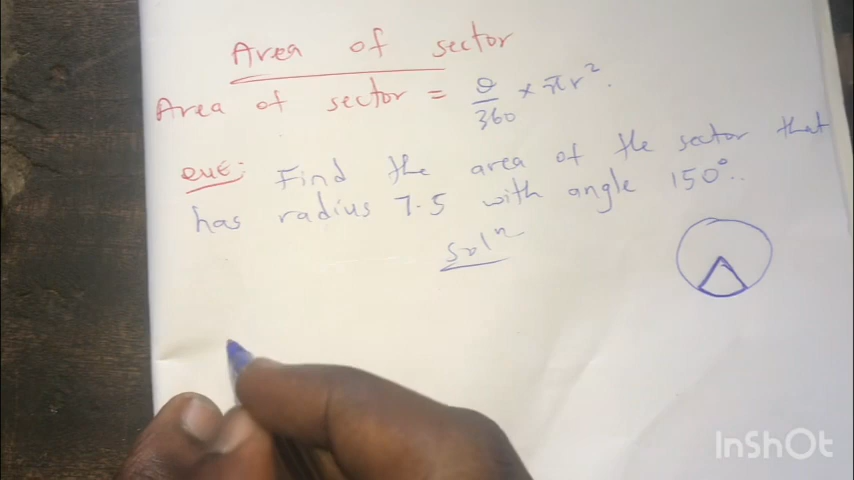 Area of sector
Area of sector = θ/360 × πr².
QUE: Find the area of the sector that
has radius 7.5 with angle 150°.
Solⁿ
InShOt